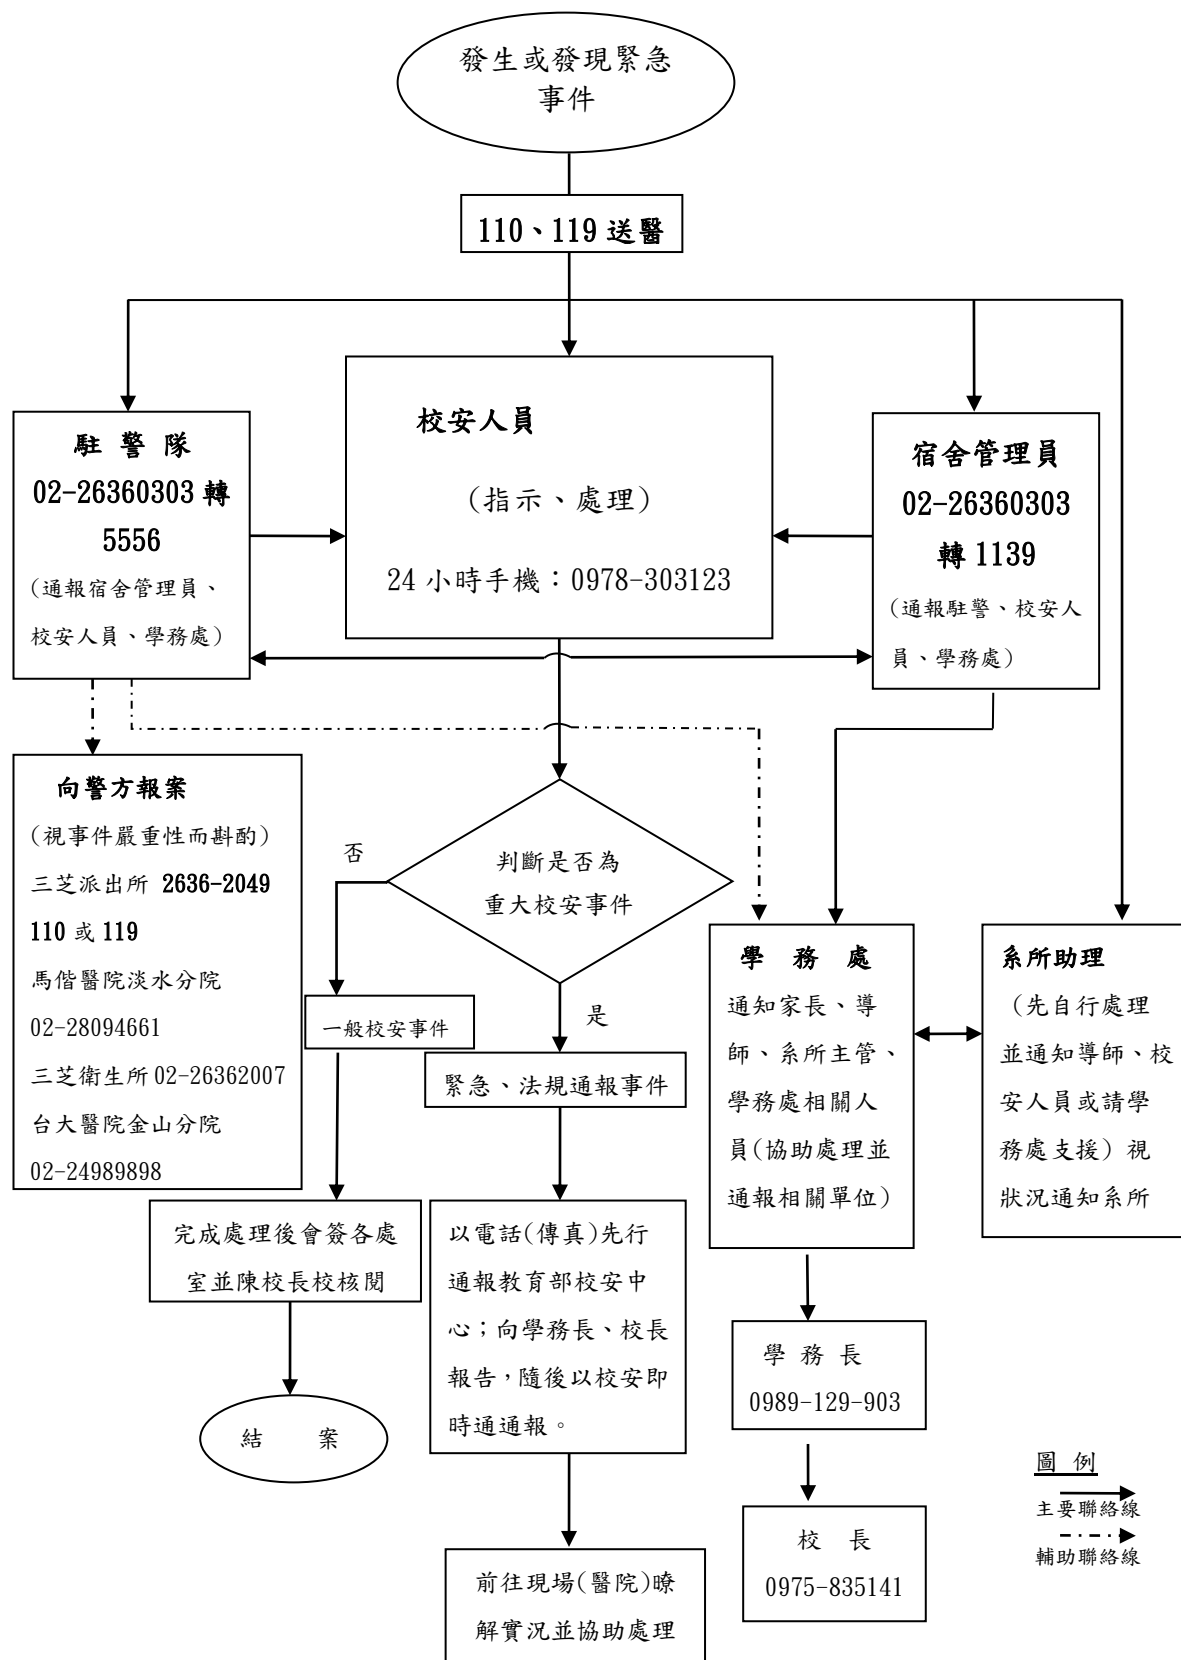 發生或發現緊急
事件
110、119 送醫
駐 警 隊
02-26360303 轉
5556
(通報宿舍管理員、
校安人員、學務處)
校安人員
(指示、處理)
24 小時手機：0978-303123
宿舍管理員
02-26360303
轉 1139
(通報駐警、校安人
員、學務處)
向警方報案
(視事件嚴重性而斟酌)
三芝派出所 2636-2049
110 或 119
馬偕醫院淡水分院
02-28094661
三芝衛生所 02-26362007
台大醫院金山分院
02-24989898
否
判斷是否為
重大校安事件
是
一般校安事件
緊急、法規通報事件
學 務 處
通知家長、導
師、系所主管、
學務處相關人
員(協助處理並
通報相關單位)
系所助理
(先自行處理
並通知導師、校
安人員或請學
務處支援) 視
狀況通知系所
完成處理後會簽各處
室並陳校長校核閱
結 案
以電話(傳真)先行
通報教育部校安中
心；向學務長、校長
報告，隨後以校安即
時通通報。
前往現場(醫院)瞭
解實況並協助處理
學 務 長
0989-129-903
校 長
0975-835141
圖 例
主要聯絡線
輔助聯絡線